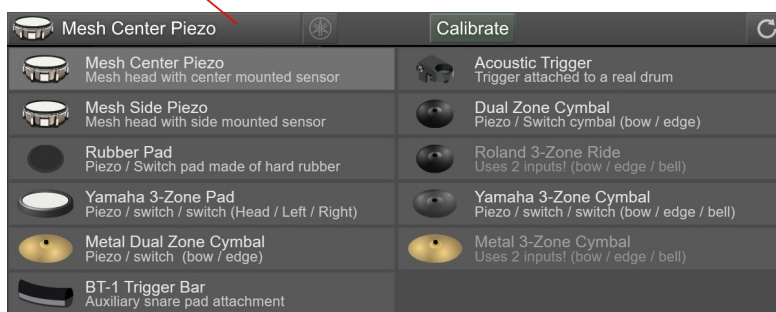 Mesh Center Piezo
Calibrate
Mesh Center Piezo
Mesh head with center mounted sensor
Acoustic Trigger
Trigger attached to a real drum
Mesh Side Piezo
Mesh head with side mounted sensor
Dual Zone Cymbal
Piezo / Switch cymbal (bow / edge)
Rubber Pad
Piezo / Switch pad made of hard rubber
Roland 3-Zone Ride
Uses 2 inputs! (bow / edge / bell)
Yamaha 3-Zone Pad
Piezo / switch / switch (Head / Left / Right)
Yamaha 3-Zone Cymbal
Piezo / switch / switch (bow / edge / bell)
Metal Dual Zone Cymbal
Piezo / switch (bow / edge)
Metal 3-Zone Cymbal
Uses 2 inputs! (bow / edge / bell)
BT-1 Trigger Bar
Auxiliary snare pad attachment